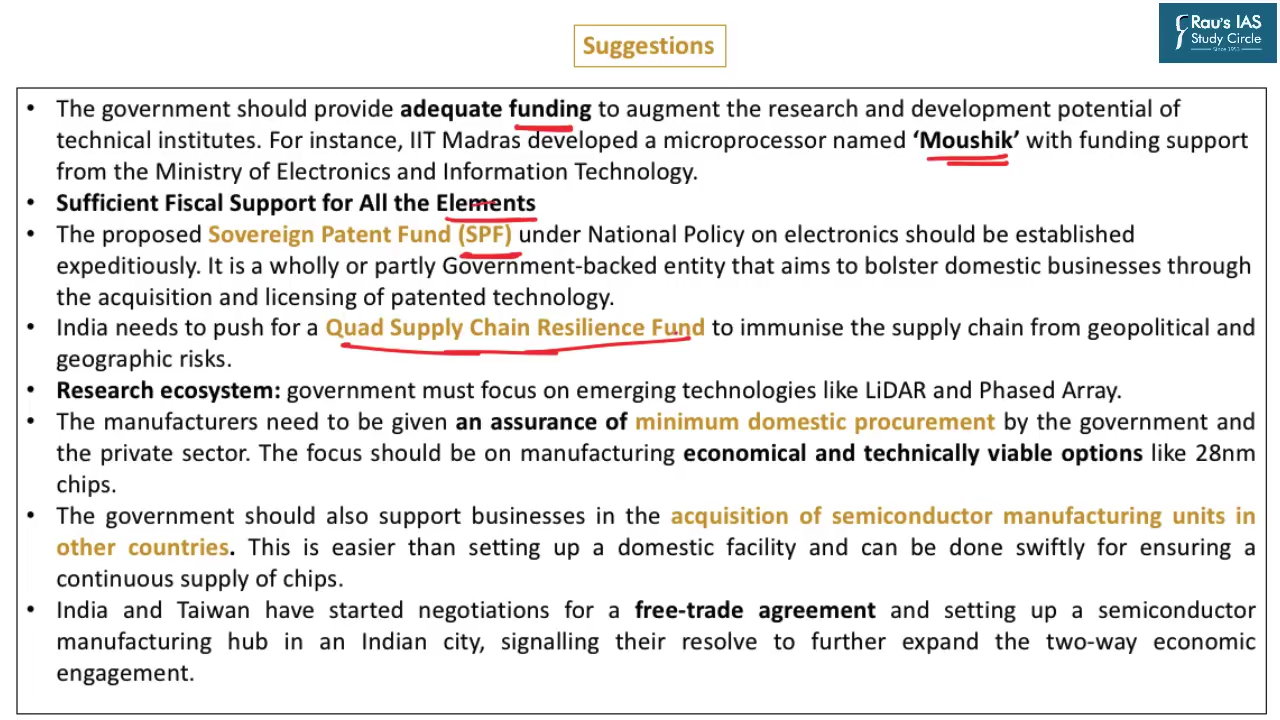 Suggestions
Rau's IAS
Study Circle
Since 1953
• The government should provide adequate funding to augment the research and development potential of
technical institutes. For instance, IIT Madras developed a microprocessor named ‘Moushik’ with funding support
from the Ministry of Electronics and Information Technology.
• Sufficient Fiscal Support for All the Elements
• The proposed Sovereign Patent Fund (SPF) under National Policy on electronics should be established
expeditiously. It is a wholly or partly Government-backed entity that aims to bolster domestic businesses through
the acquisition and licensing of patented technology.
• India needs to push for a Quad Supply Chain Resilience Fund to immunise the supply chain from geopolitical and
geographic risks.
• Research ecosystem: government must focus on emerging technologies like LiDAR and Phased Array.
• The manufacturers need to be given an assurance of minimum domestic procurement by the government and
the private sector. The focus should be on manufacturing economical and technically viable options like 28nm
chips.
• The government should also support businesses in the acquisition of semiconductor manufacturing units in
other countries. This is easier than setting up a domestic facility and can be done swiftly for ensuring a
continuous supply of chips.
• India and Taiwan have started negotiations for a free-trade agreement and setting up a semiconductor
manufacturing hub in an Indian city, signalling their resolve to further expand the two-way economic
engagement.